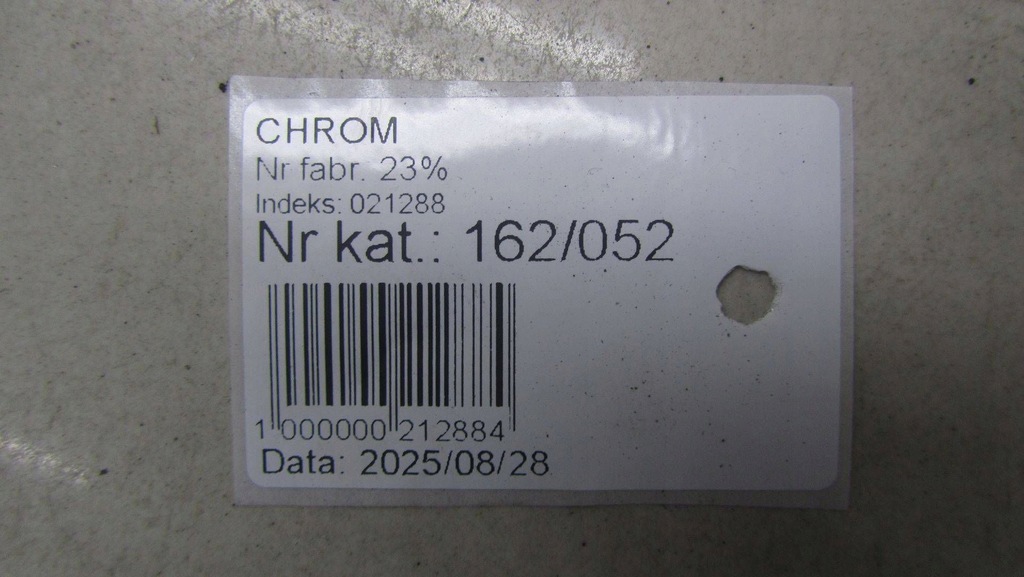 CHROM
Nr fabr. 23%
Indeks: 021288
Nr kat.: 162/052
1 000000 212884
Data: 2025/08/28